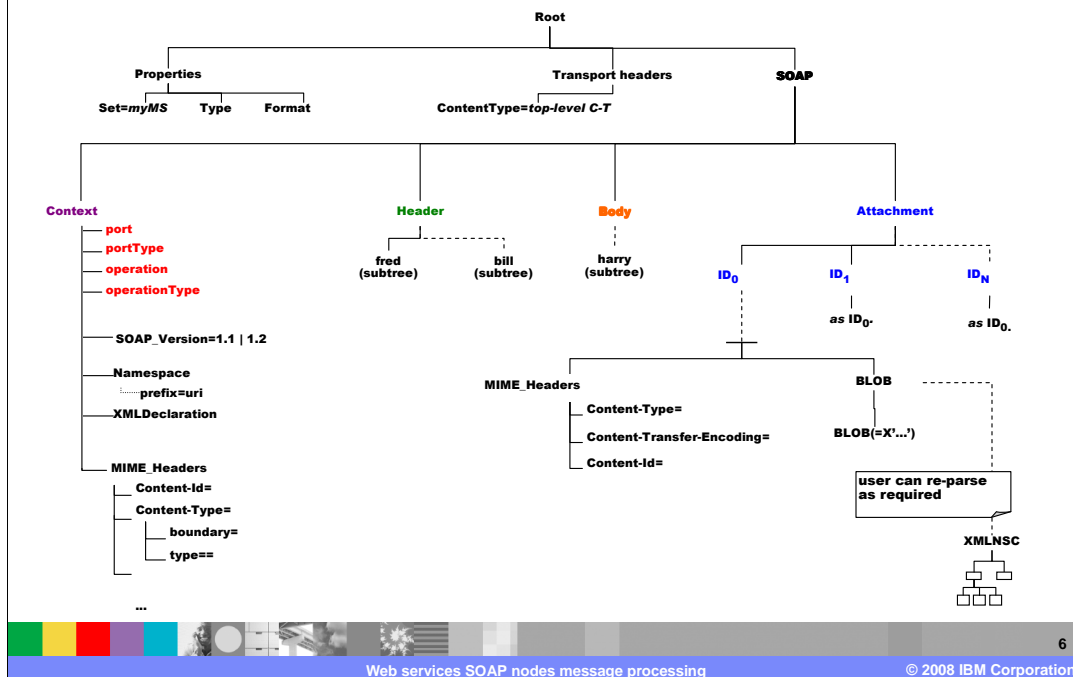 Root
Properties
Transport headers
SOAP
Set=myMS
Type
Format
ContentType=top-level C-T
Context
Header
Body
Attachment
port
portType
operation
operationType
fred
(subtree)
bill
(subtree)
harry
(subtree)
ID0
ID1
IDN
as ID0.
as ID0.
SOAP_Version=1.1 | 1.2
Namespace
prefix=uri
XMLDeclaration
MIME_Headers
Content-Id=
Content-Type=
boundary=
type==
...
MIME_Headers
Content-Type=
Content-Transfer-Encoding=
Content-Id=
BLOB
BLOB(=X'...')
user can re-parse
as required
XMLNSC
6
Web services SOAP nodes message processing
© 2008 IBM Corporation